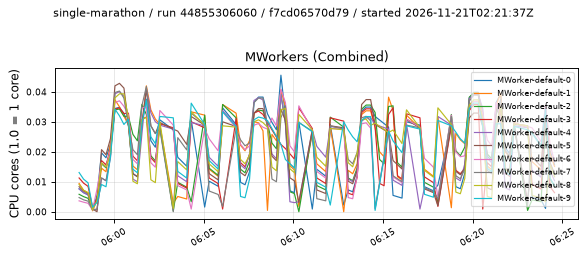 single-marathon / run 44855306060 / f7cd06570d79 / started 2026-11-21T02:21:37Z
MWorkers (Combined)
CPU cores (1.0 = 1 core)
0.04
0.03
0.02
0.01
0.00
06:00
06:05
06:10
06:15
06:20
06:25
MWorker-default-0
MWorker-default-1
MWorker-default-2
MWorker-default-3
MWorker-default-4
MWorker-default-5
MWorker-default-6
MWorker-default-7
MWorker-default-8
MWorker-default-9